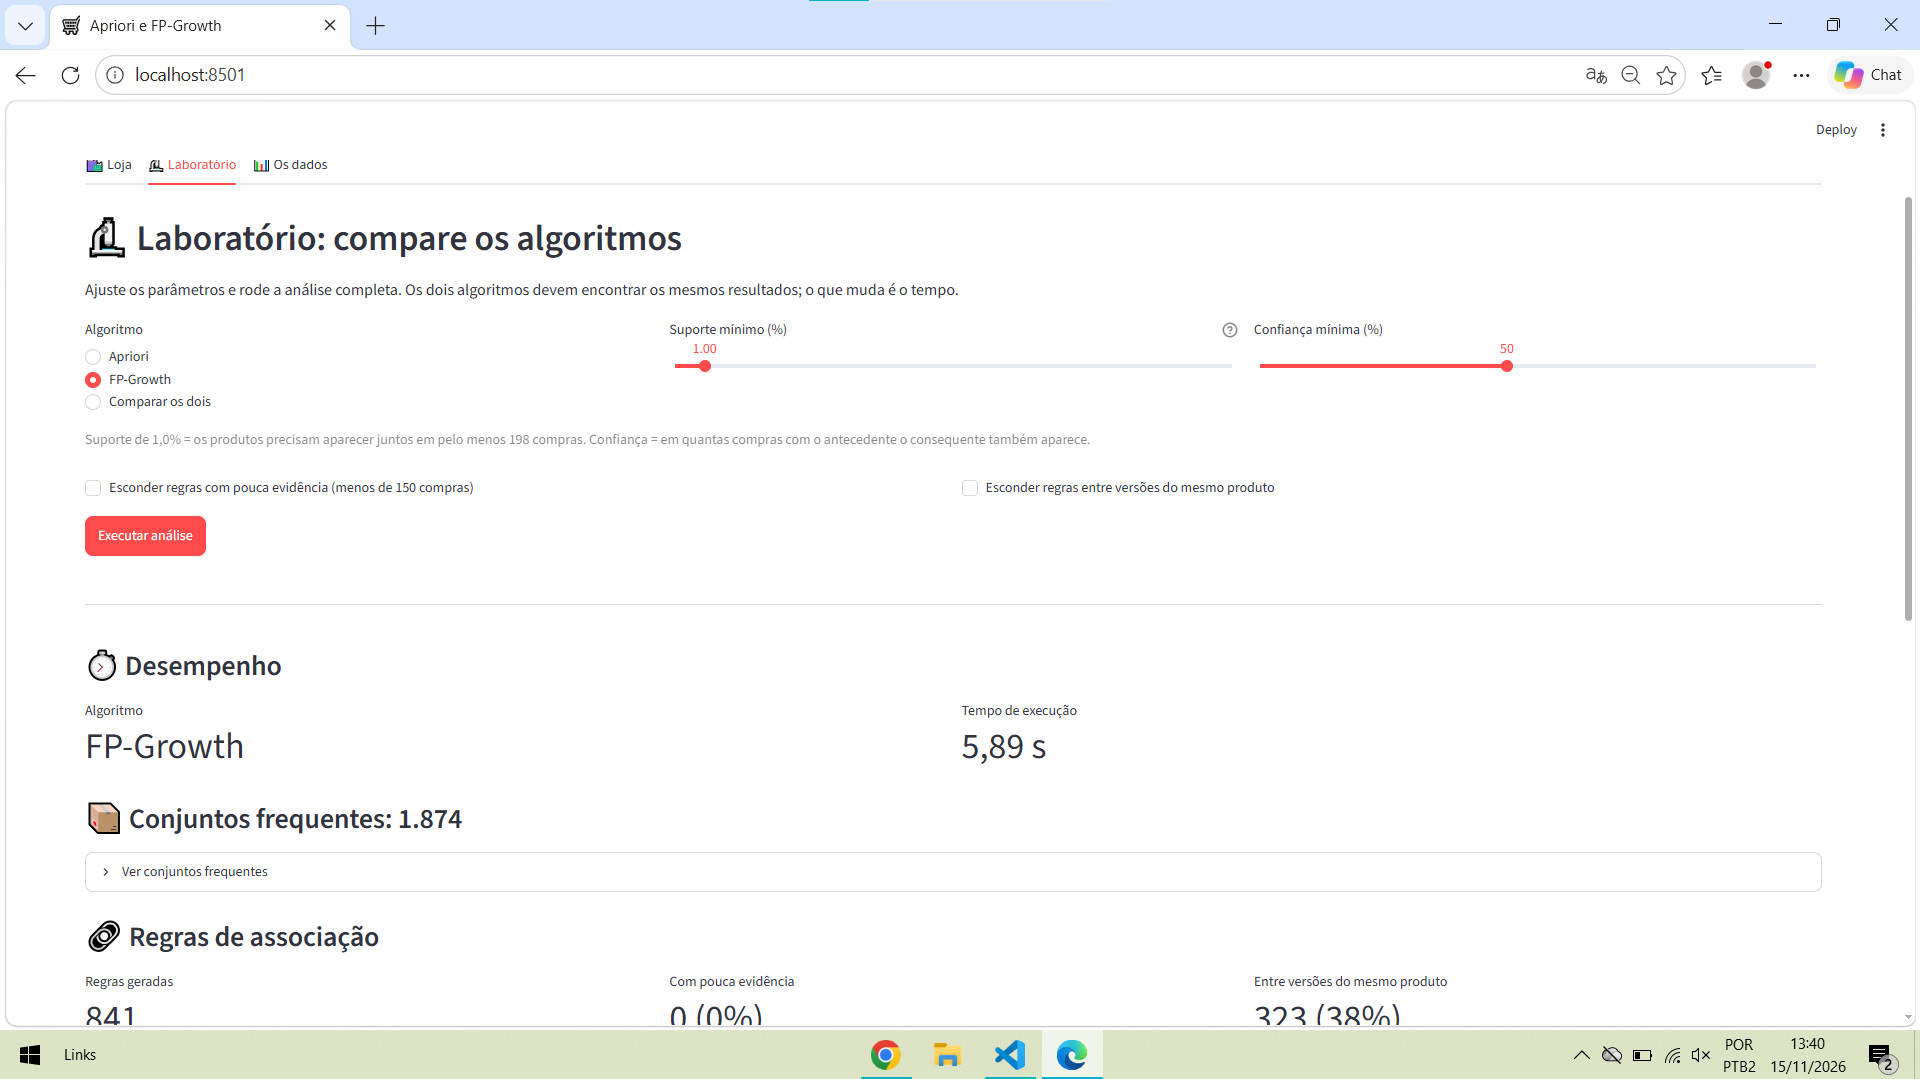 Apriori e FP-Growth
localhost:8501
Chat
Deploy
Loja
Laboratório
Os dados
Laboratório: compare os algoritmos
Ajuste os parâmetros e rode a análise completa. Os dois algoritmos devem encontrar os mesmos resultados; o que muda é o tempo.
Algoritmo
Apriori
FP-Growth
Comparar os dois
Suporte mínimo (%)
1.00
Confiança mínima (%)
50
Suporte de 1,0% = os produtos precisam aparecer juntos em pelo menos 198 compras. Confiança = em quantas compras com o antecedente o consequente também aparece.
Esconder regras com pouca evidência (menos de 150 compras)
Esconder regras entre versões do mesmo produto
Executar análise
Desempenho
Algoritmo
FP-Growth
Tempo de execução
5,89 s
Conjuntos frequentes: 1.874
Ver conjuntos frequentes
Regras de associação
Regras geradas
841
Com pouca evidência
0 (0%)
Entre versões do mesmo produto
323 (38%)
Links
POR
PTB2
13:40
15/11/2026
2